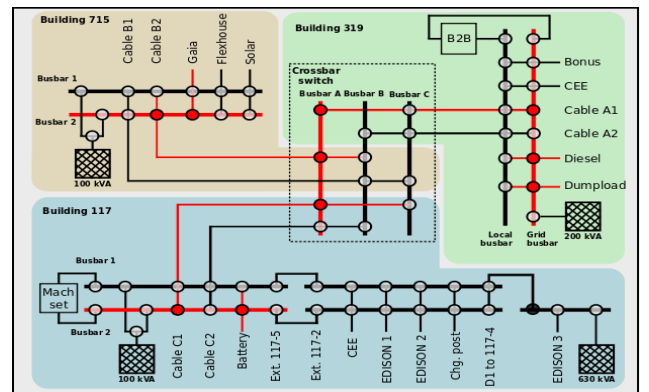 Building 715
Cable B1
Cable B2
Gaia
Flexhouse
Solar
Busbar 1
Busbar 2
100 kVA
Building 319
B2B
Crossbar
switch
Busbar A
Busbar B
Busbar C
Bonus
CEE
Cable A1
Cable A2
Diesel
Dumpload
Local
busbar
Grid
busbar
200 kVA
Building 117
Busbar 1
Mach
set
Busbar 2
100 kVA
Cable C1
Cable C2
Battery
Ext. 117-5
Ext. 117-2
CEE
EDISON 1
EDISON 2
Chg. post
D1 to 117-4
EDISON 3
630 kVA